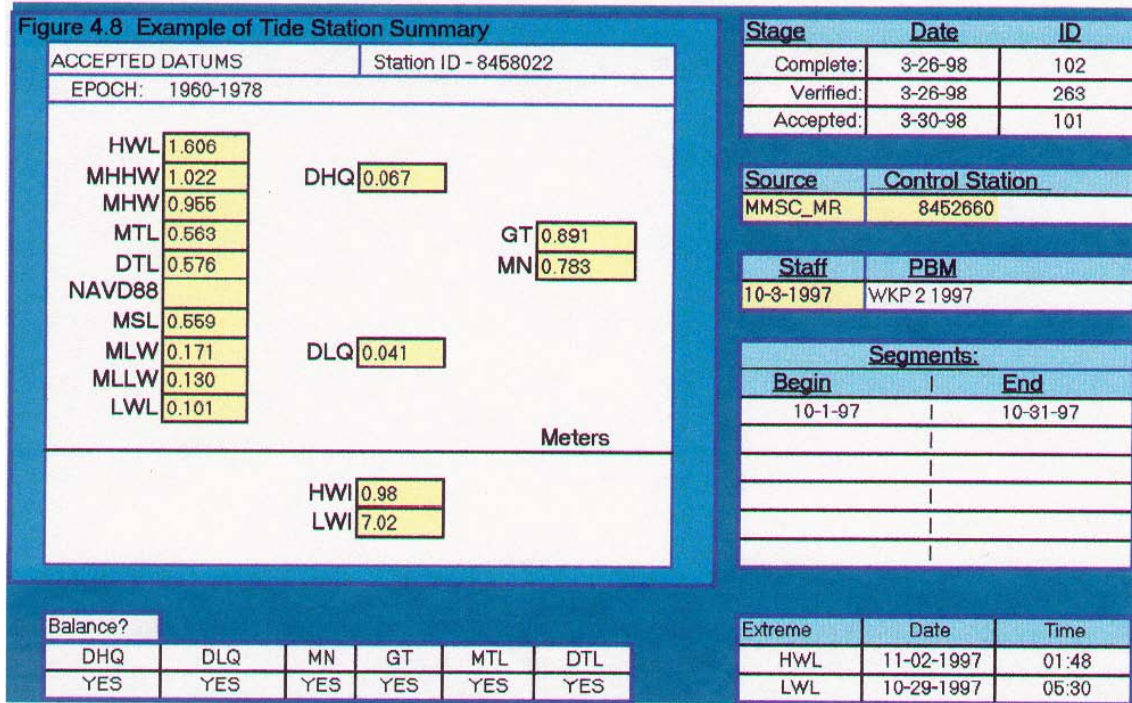 Figure 4.8 Example of Tide Station Summary
ACCEPTED DATUMS Station ID - 8458022
EPOCH: 1960-1978
HWL 1.606
MHHW 1.022 DHQ 0.067
MHW 0.955
MTL 0.563 GT 0.891
DTL 0.576 MN 0.783
NAVD88
MSL 0.559
MLW 0.171 DLQ 0.041
MLLW 0.130
LWL 0.101
Meters
HWI 0.98
LWI 7.02
Stage Date ID
Complete: 3-26-98 102
Verified: 3-26-98 263
Accepted: 3-30-98 101
Source Control Station
MMSC_MR 8452660
Staff PBM
10-3-1997 WKP 2 1997
Segments:
Begin | End
10-1-97 | 10-31-97
|
|
|
|
|
Balance?
DHQ DLQ MN GT MTL DTL
YES YES YES YES YES YES
Extreme Date Time
HWL 11-02-1997 01:48
LWL 10-29-1997 05:30